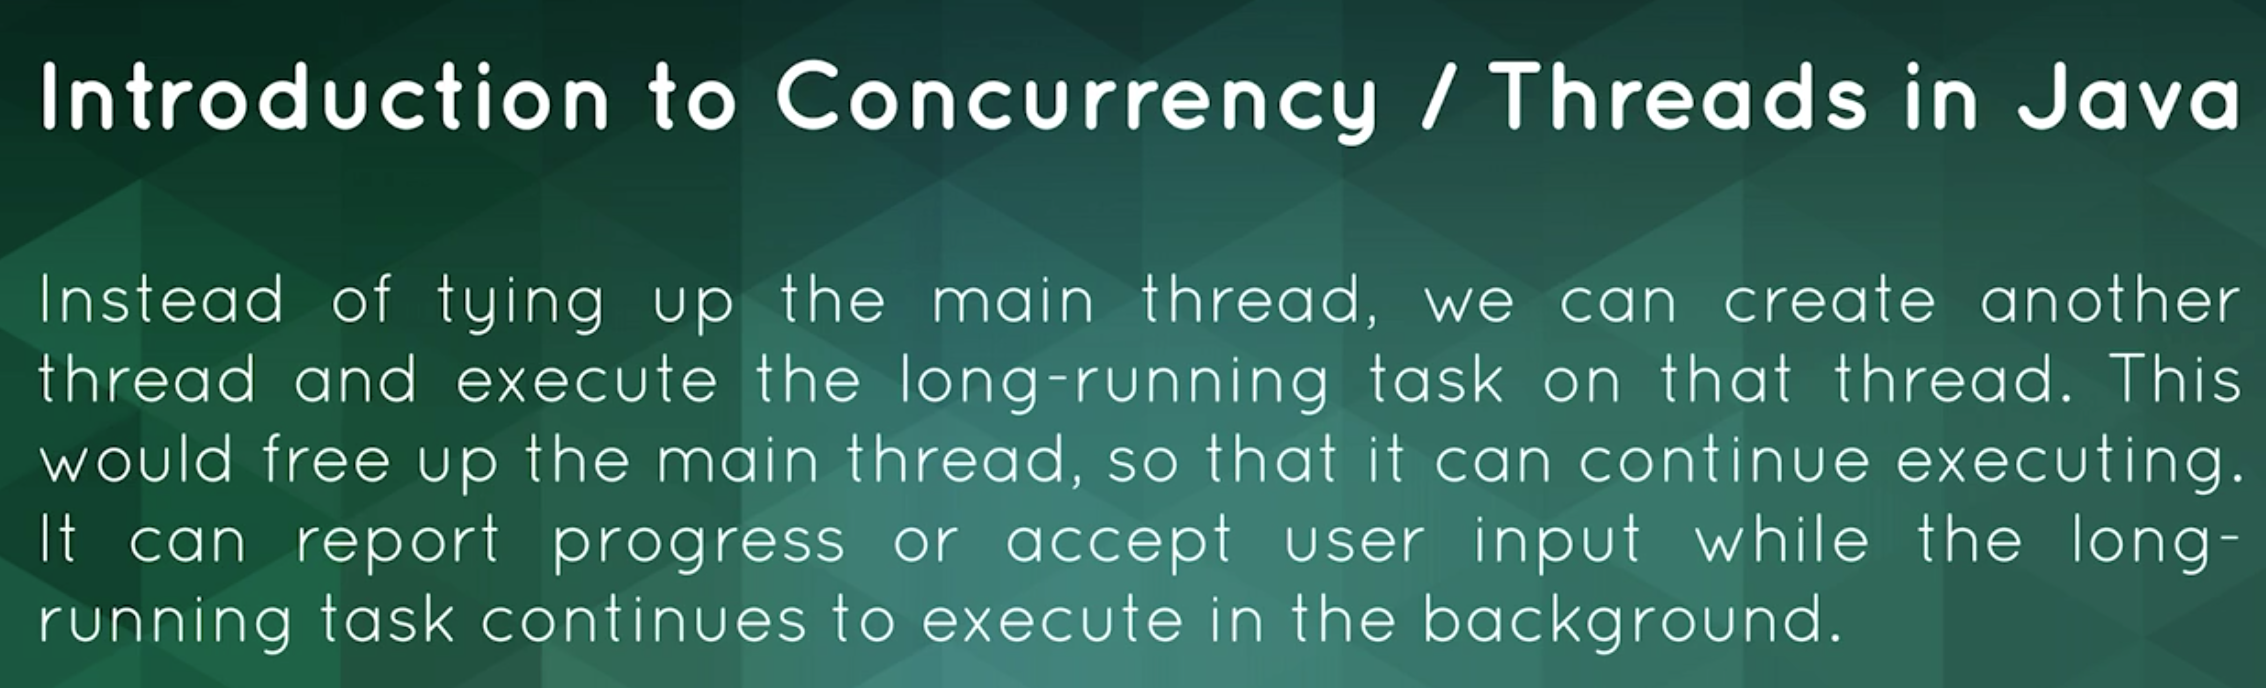 Introduction to Concurrency / Threads in Java
Instead of tying up the main thread, we can create another
thread and execute the long-running task on that thread. This
would free up the main thread, so that it can continue executing.
It can report progress or accept user input while the long-
running task continues to execute in the background.